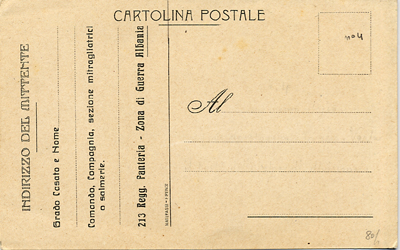 CARTOLINA POSTALE
INDIRIZZO DEL MITTENTE
Grado Casato e Nome
Comando, Compagnia, sezione mitragliatrici
o salmerie.
213 Regg. Fanteria - Zona di Guerra Albania
Al
80/